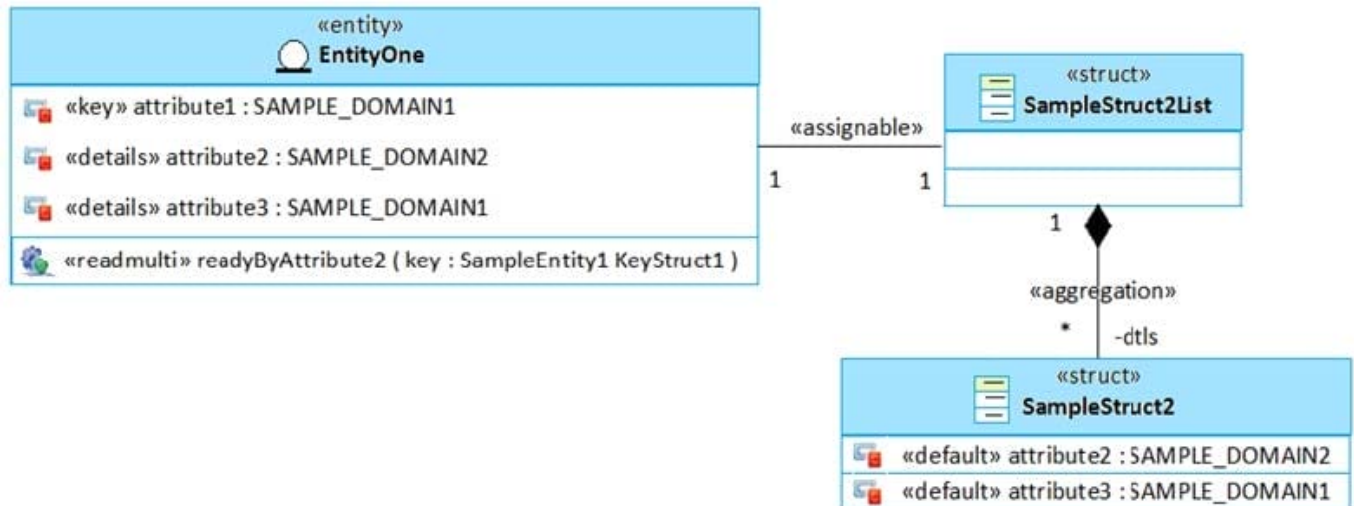 «entity»
EntityOne
«key» attribute1 : SAMPLE_DOMAIN1
«details» attribute2 : SAMPLE_DOMAIN2
«details» attribute3 : SAMPLE_DOMAIN1
«readmulti» readyByAttribute2 ( key : SampleEntity1 KeyStruct1 )
«assignable»
1
1
«struct»
SampleStruct2List
1
«aggregation»
*
-dtls
«struct»
SampleStruct2
«default» attribute2 : SAMPLE_DOMAIN2
«default» attribute3 : SAMPLE_DOMAIN1